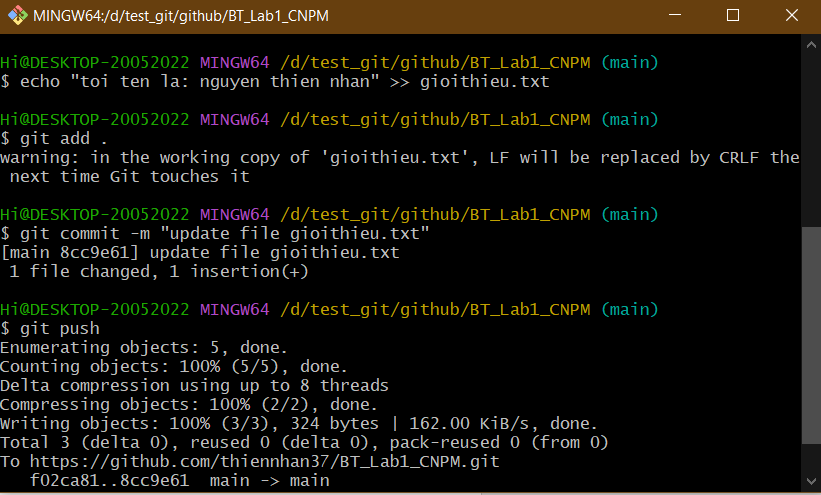 MINGW64:/d/test_git/github/BT_Lab1_CNPM
Hi@DESKTOP-20052022 MINGW64 /d/test_git/github/BT_Lab1_CNPM (main)
$ echo "toi ten la: nguyen thien nhan" >> gioithieu.txt
Hi@DESKTOP-20052022 MINGW64 /d/test_git/github/BT_Lab1_CNPM (main)
$ git add .
warning: in the working copy of 'gioithieu.txt', LF will be replaced by CRLF the
 next time Git touches it
Hi@DESKTOP-20052022 MINGW64 /d/test_git/github/BT_Lab1_CNPM (main)
$ git commit -m "update file gioithieu.txt"
[main 8cc9e61] update file gioithieu.txt
 1 file changed, 1 insertion(+)
Hi@DESKTOP-20052022 MINGW64 /d/test_git/github/BT_Lab1_CNPM (main)
$ git push
Enumerating objects: 5, done.
Counting objects: 100% (5/5), done.
Delta compression using up to 8 threads
Compressing objects: 100% (2/2), done.
Writing objects: 100% (3/3), 324 bytes | 162.00 KiB/s, done.
Total 3 (delta 0), reused 0 (delta 0), pack-reused 0 (from 0)
To https://github.com/thiennhan37/BT_Lab1_CNPM.git
   f02ca81..8cc9e61  main -> main